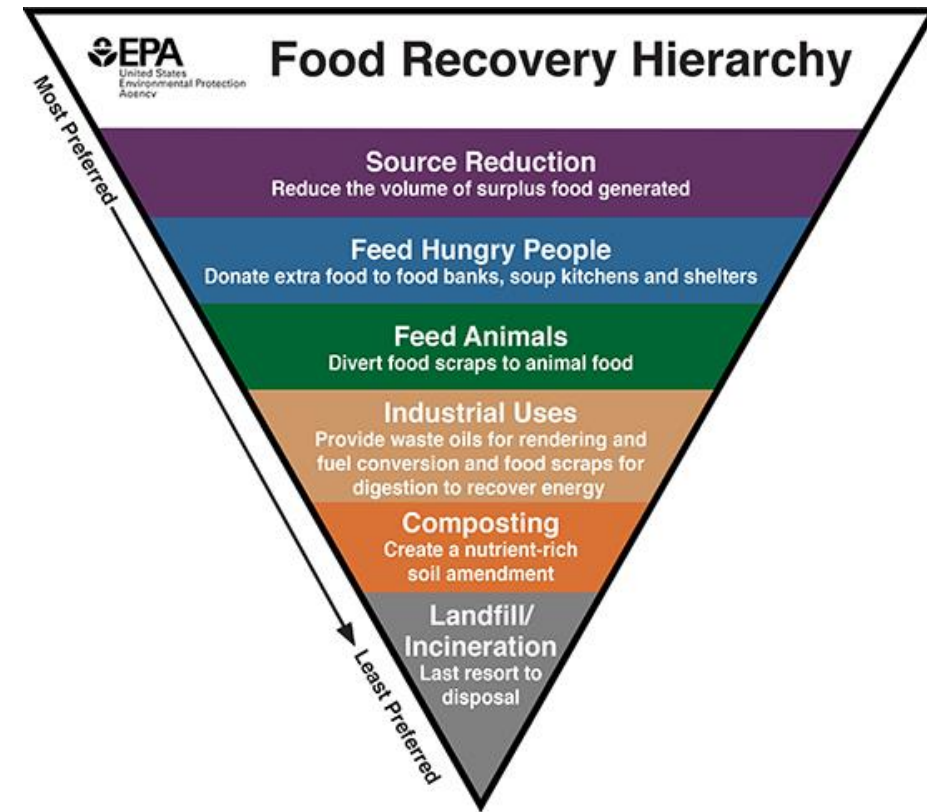 EPA
United States
Environmental Protection
Agency
Food Recovery Hierarchy
Most Preferred
Source Reduction
Reduce the volume of surplus food generated
Feed Hungry People
Donate extra food to food banks, soup kitchens and shelters
Feed Animals
Divert food scraps to animal food
Industrial Uses
Provide waste oils for rendering and
fuel conversion and food scraps for
digestion to recover energy
Composting
Create a nutrient-rich
soil amendment
Landfill/
Incineration
Last resort to
disposal
Least Preferred